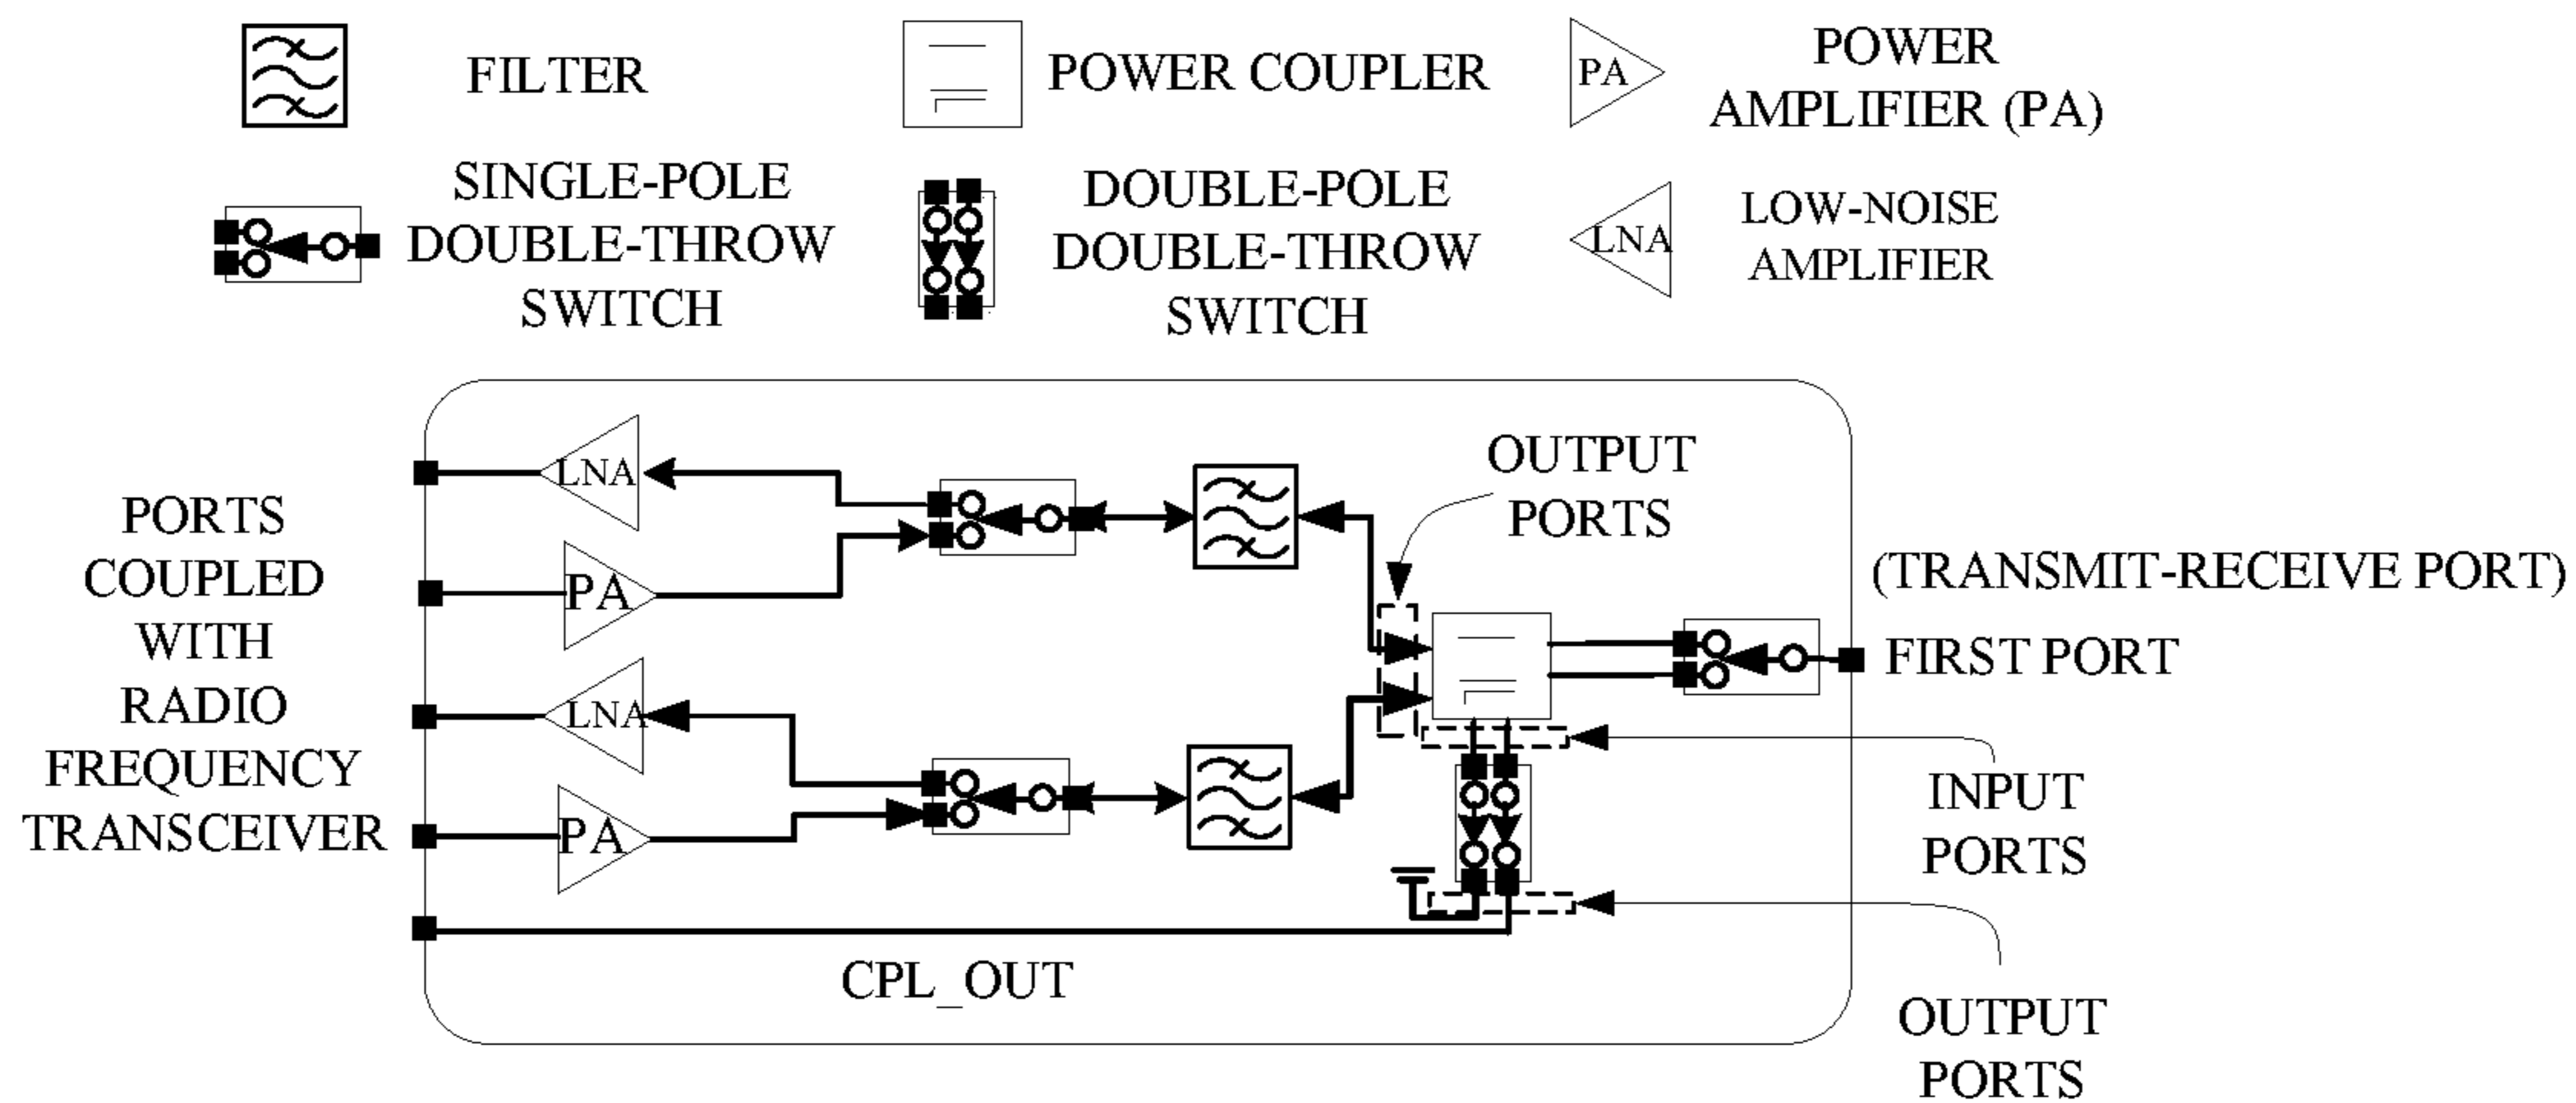 FILTER
POWER COUPLER
PA
POWER
AMPLIFIER (PA)
SINGLE-POLE
DOUBLE-THROW
SWITCH
DOUBLE-POLE
DOUBLE-THROW
SWITCH
LNA
LOW-NOISE
AMPLIFIER
PORTS
COUPLED
WITH
RADIO
FREQUENCY
TRANSCEIVER
LNA
PA
LNA
PA
CPL_OUT
OUTPUT
PORTS
(TRANSMIT-RECEIVE PORT)
FIRST PORT
INPUT
PORTS
OUTPUT
PORTS